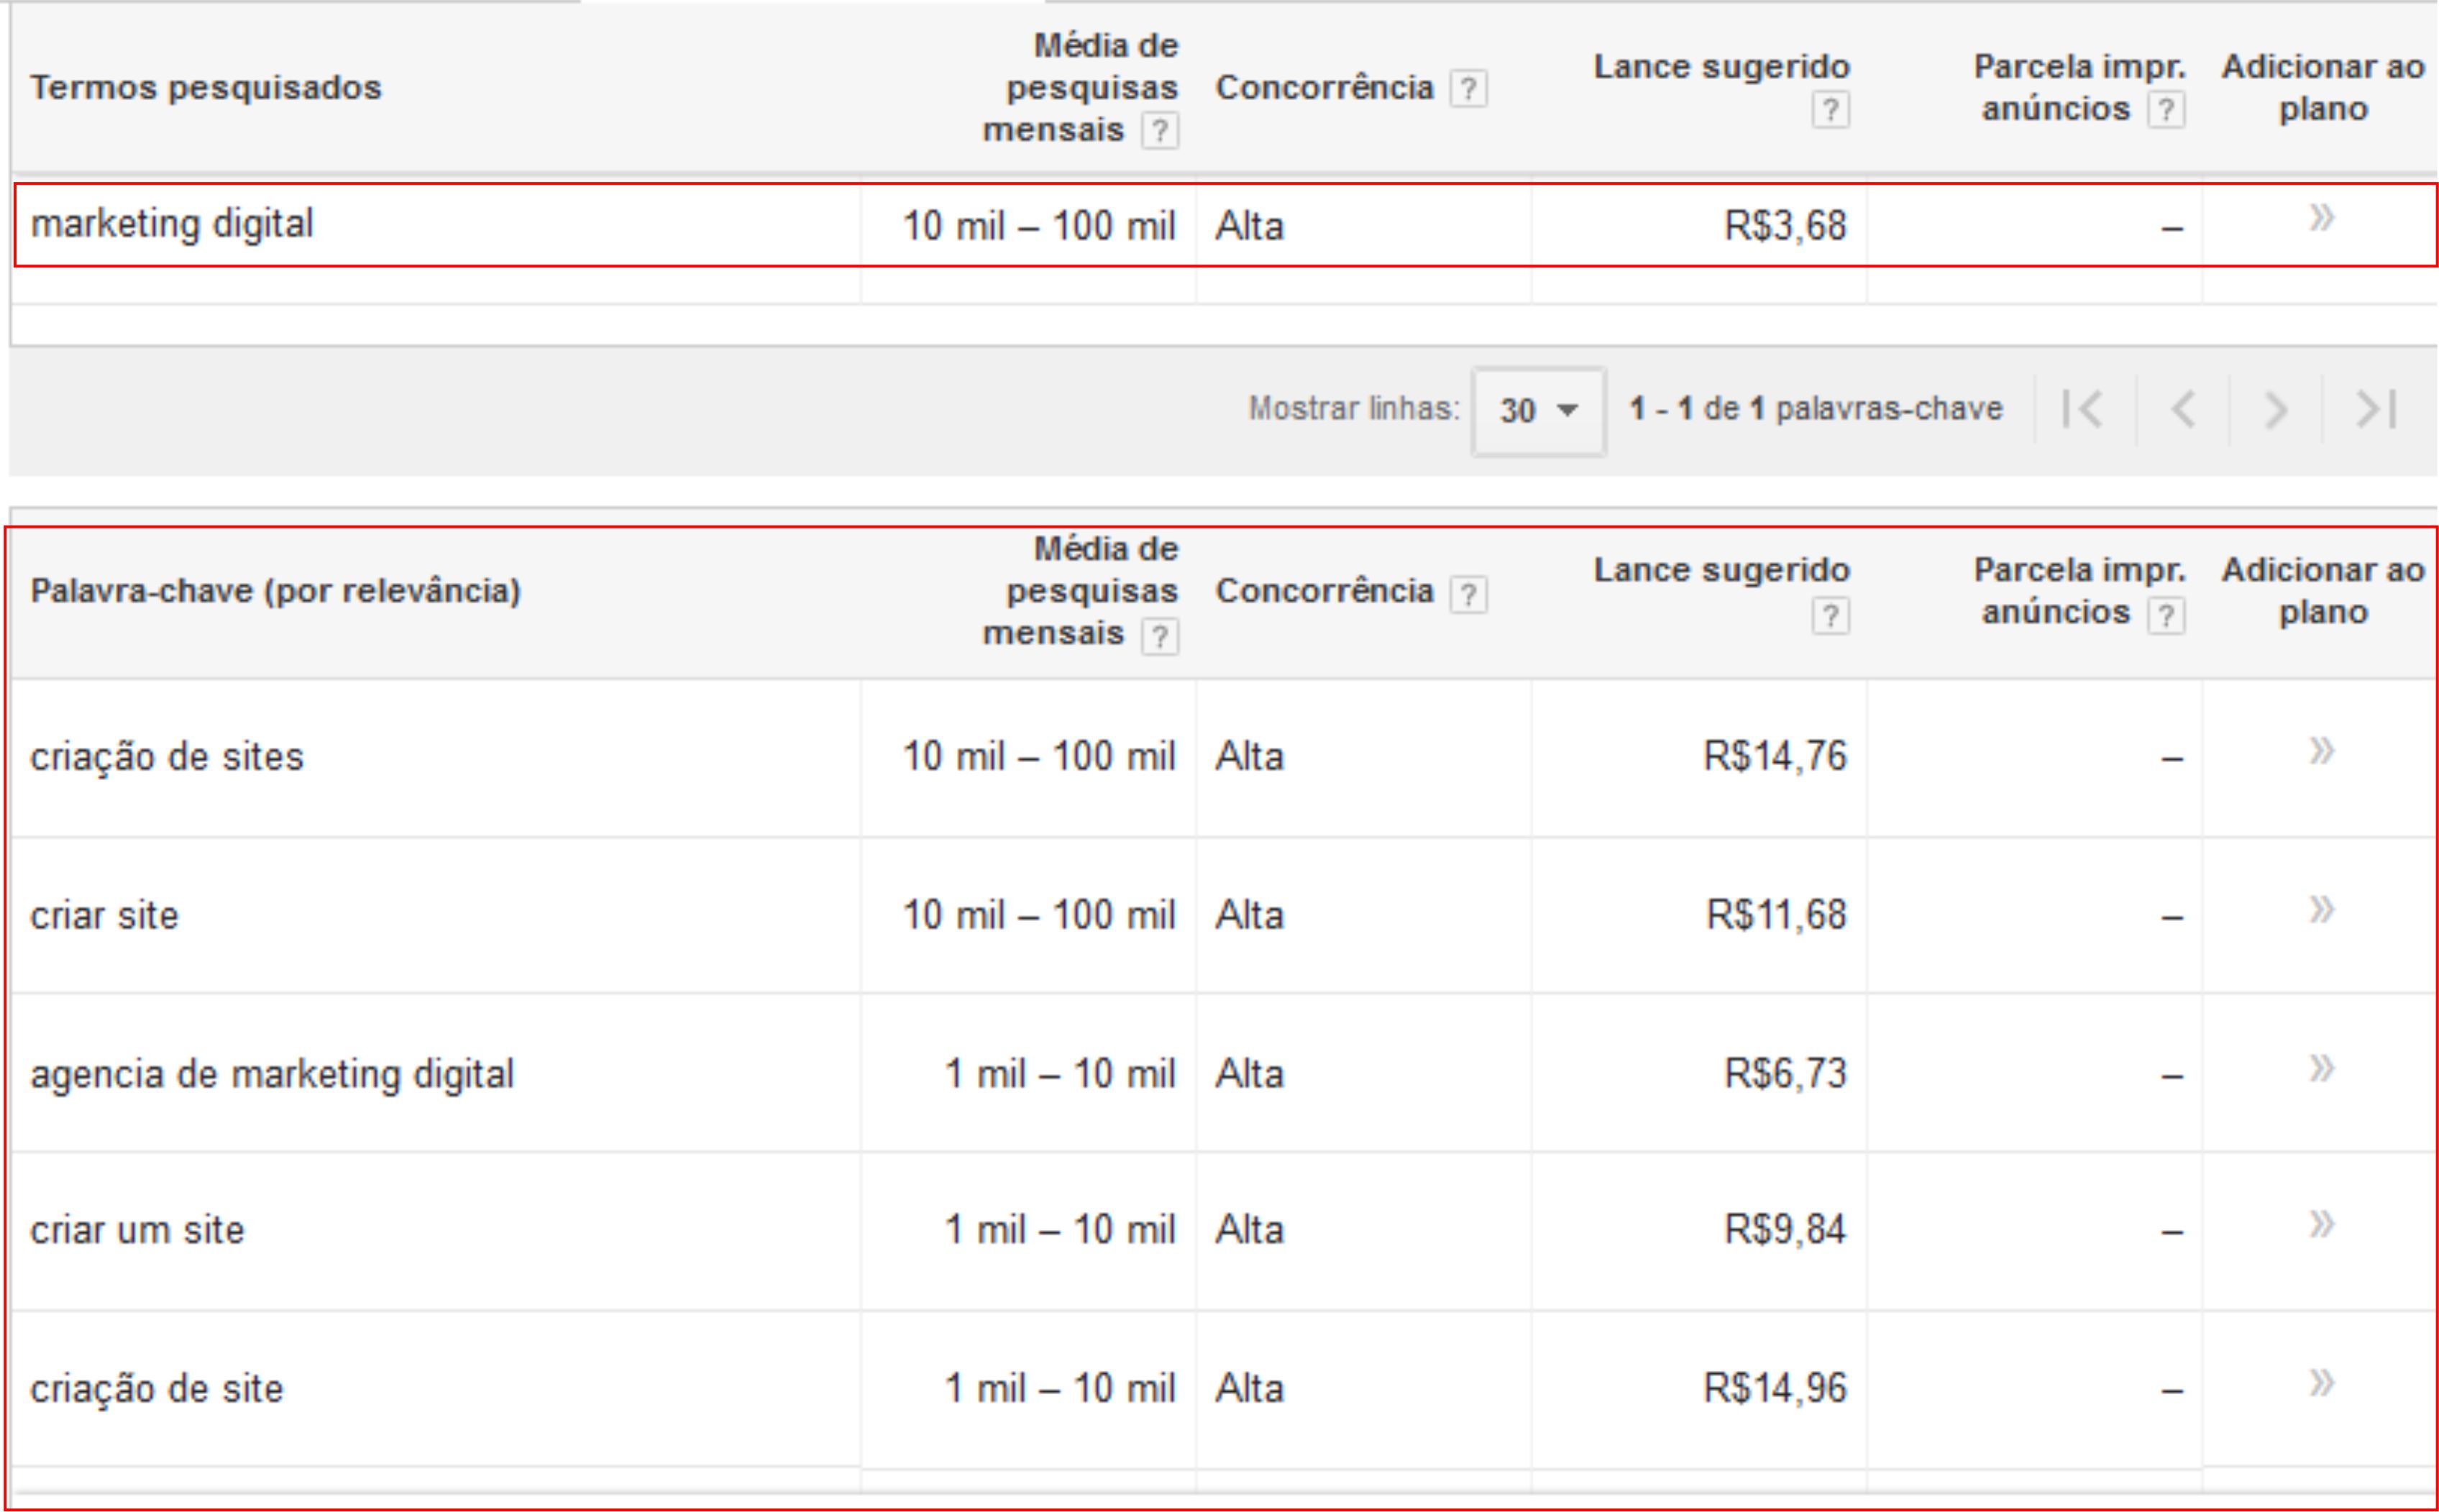 Termos pesquisados Média de pesquisas mensais ? Concorrência ? Lance sugerido ? Parcela impr. anúncios ? Adicionar ao plano
marketing digital 10 mil – 100 mil Alta R$3,68 – »
Mostrar linhas: 30 1 - 1 de 1 palavras-chave
Palavra-chave (por relevância) Média de pesquisas mensais ? Concorrência ? Lance sugerido ? Parcela impr. anúncios ? Adicionar ao plano
criação de sites 10 mil – 100 mil Alta R$14,76 – »
criar site 10 mil – 100 mil Alta R$11,68 – »
agencia de marketing digital 1 mil – 10 mil Alta R$6,73 – »
criar um site 1 mil – 10 mil Alta R$9,84 – »
criação de site 1 mil – 10 mil Alta R$14,96 – »